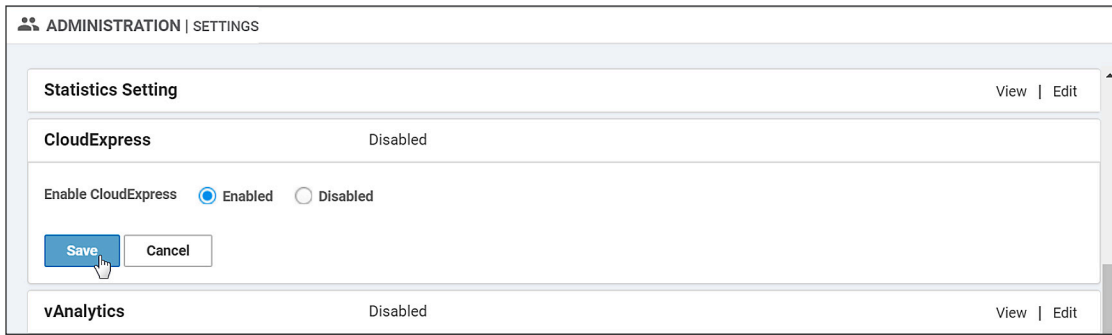 ADMINISTRATION | SETTINGS
Statistics Setting View | Edit
CloudExpress Disabled
Enable CloudExpress Enabled Disabled
Save Cancel
vAnalytics Disabled View | Edit